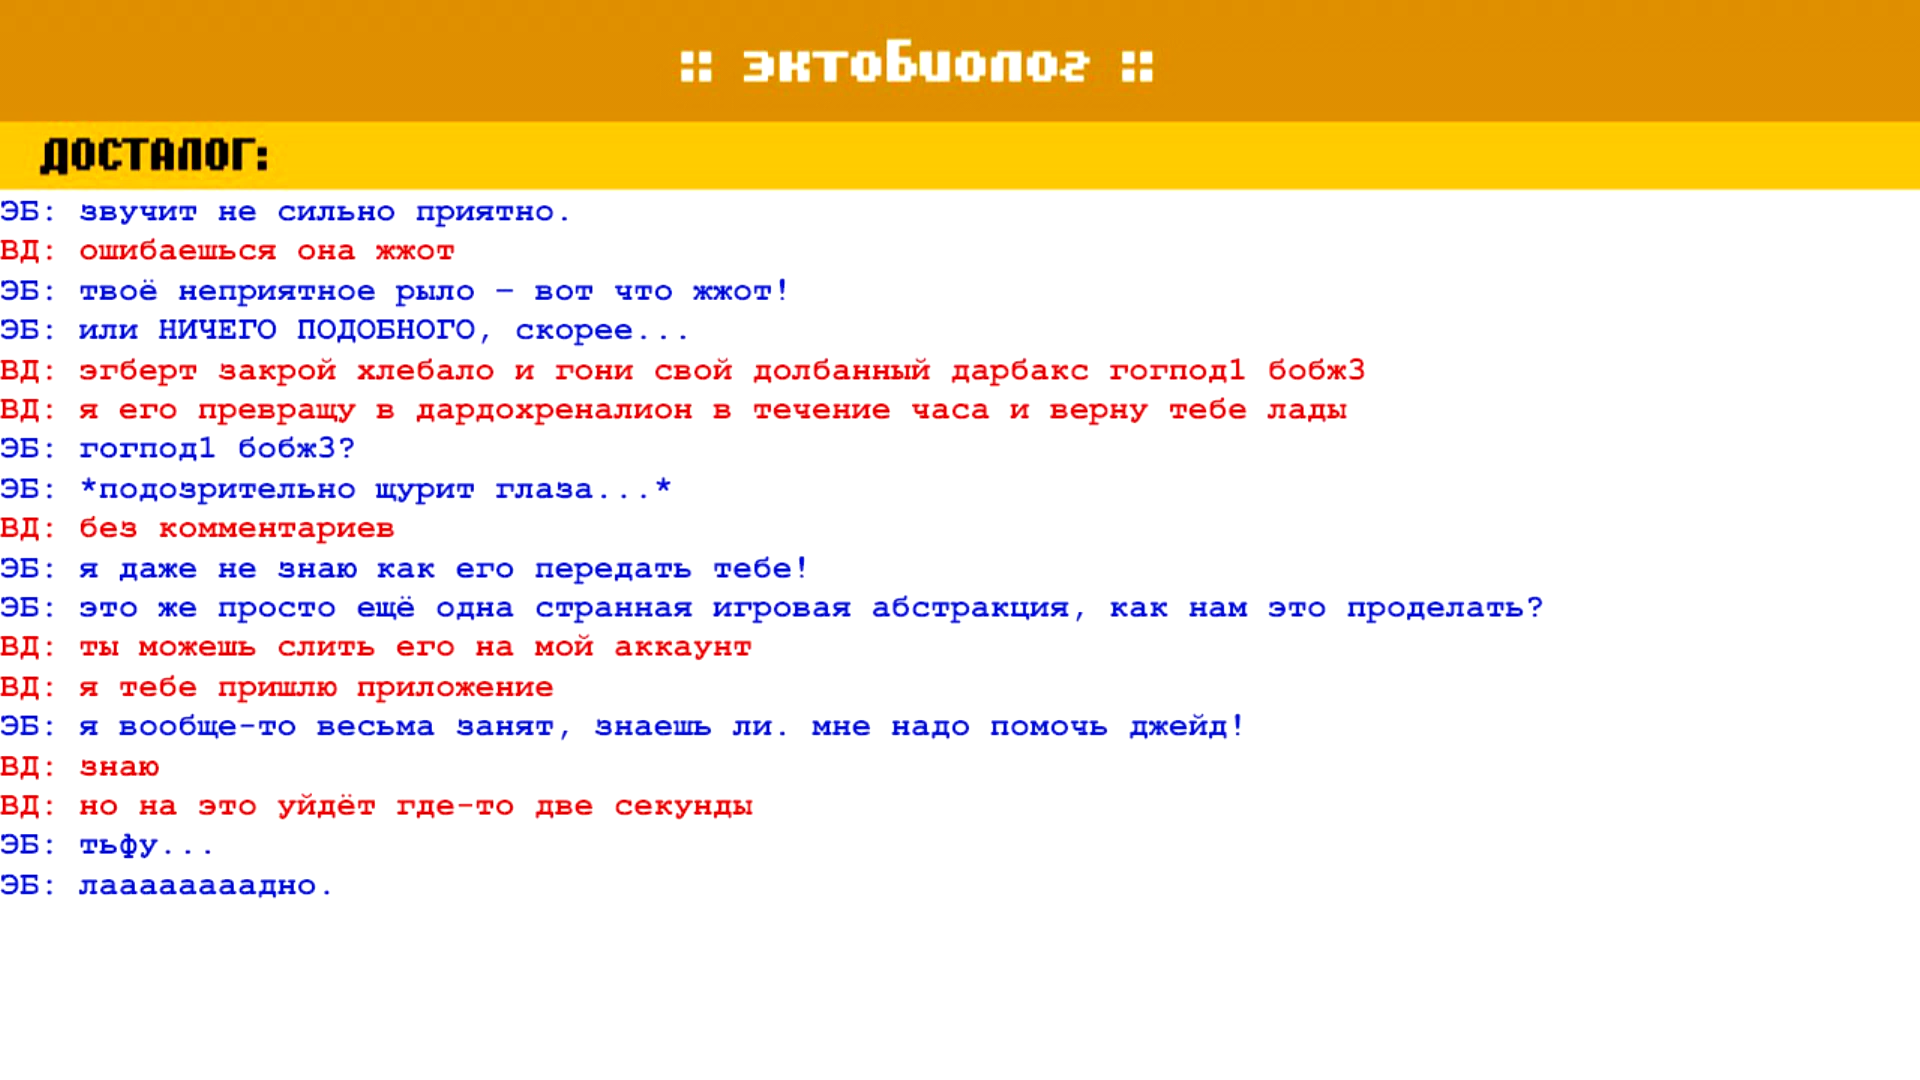 :: эктобиолог ::
ДОСТАЛОГ:
ЭБ: звучит не сильно приятно.
ВД: ошибаешься она жжот
ЭБ: твоё неприятное рыло – вот что жжот!
ЭБ: или НИЧЕГО ПОДОБНОГО, скорее...
ВД: эгберт закрой хлебало и гони свой долбанный дарбакс гогпод1 бобж3
ВД: я его превращу в дардохреналион в течение часа и верну тебе лады
ЭБ: гогпод1 бобж3?
ЭБ: *подозрительно щурит глаза...*
ВД: без комментариев
ЭБ: я даже не знаю как его передать тебе!
ЭБ: это же просто ещё одна странная игровая абстракция, как нам это проделать?
ВД: ты можешь слить его на мой аккаунт
ВД: я тебе пришлю приложение
ЭБ: я вообще-то весьма занят, знаешь ли. мне надо помочь джейд!
ВД: знаю
ВД: но на это уйдёт где-то две секунды
ЭБ: тьфу...
ЭБ: лааааааааадно.